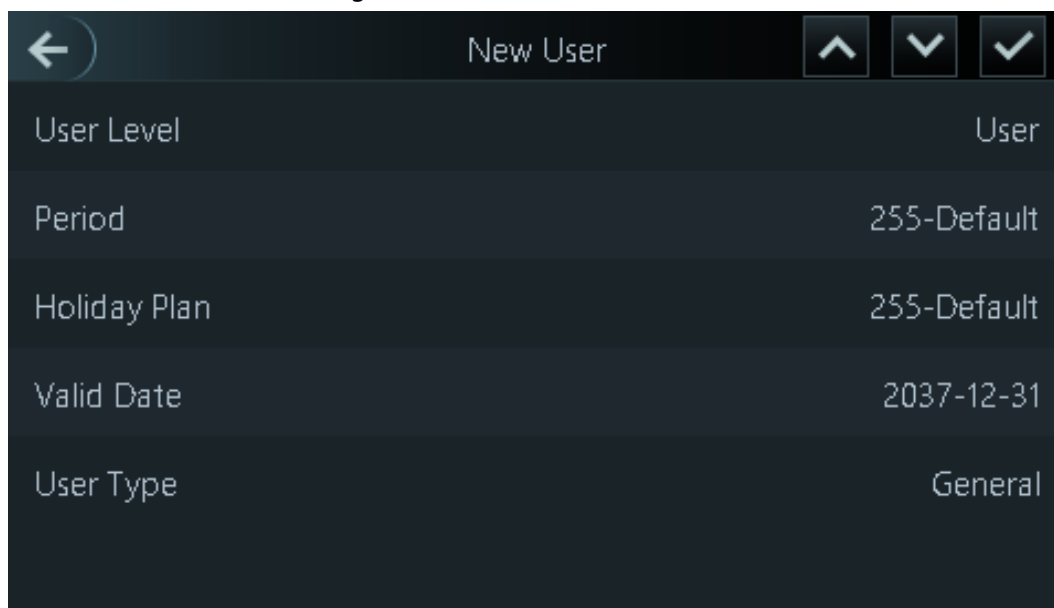 New User
User Level User
Period 255-Default
Holiday Plan 255-Default
Valid Date 2037-12-31
User Type General